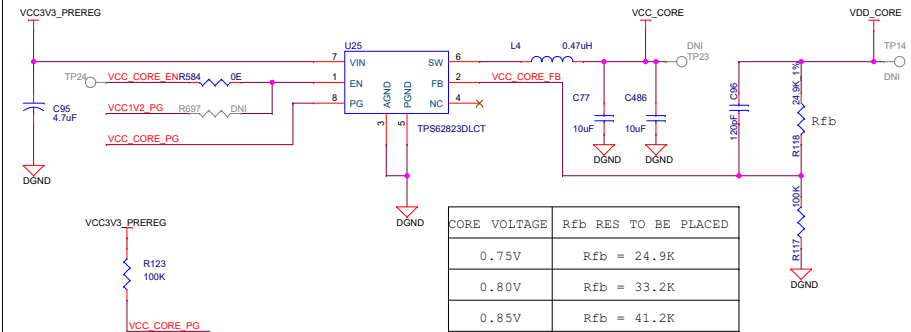 VCC3V3_PREREG
VCC_CORE
VDD_CORE
U25
L4
0.47uH
DNI
TP23
TP14
DNI
TP24
VCC_CORE_EN
R584
0E
7
VIN
SW
6
1
EN
FB
2
VCC_CORE_FB
8
PG
NC
4
AGND
PGND
3
5
TPS62823DLCT
VCC1V2_PG
R697
DNI
VCC_CORE_PG
C95
4.7uF
DGND
C77
10uF
C486
10uF
DGND
DGND
C96
120pF
24.9K_1%
Rfb
R118
100K
R117
DGND
DGND
VCC3V3_PREREG
R123
100K
VCC_CORE_PG
CORE VOLTAGE Rfb RES TO BE PLACED
0.75V Rfb = 24.9K
0.80V Rfb = 33.2K
0.85V Rfb = 41.2K